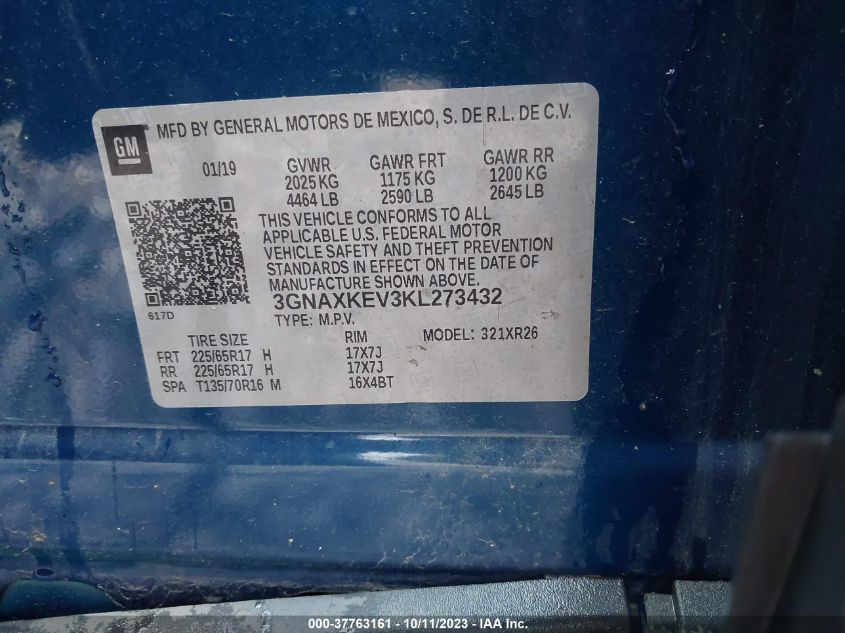 GM
MFD BY GENERAL MOTORS DE MEXICO, S. DE R.L. DE C.V.
01/19 GVWR GAWR FRT GAWR RR
2025 KG 1175 KG 1200 KG
4464 LB 2590 LB 2645 LB
THIS VEHICLE CONFORMS TO ALL
APPLICABLE U.S. FEDERAL MOTOR
VEHICLE SAFETY AND THEFT PREVENTION
STANDARDS IN EFFECT ON THE DATE OF
MANUFACTURE SHOWN ABOVE.
617D
3GNAXKEV3KL273432
TYPE: M.P.V. MODEL: 321XR26
TIRE SIZE RIM
FRT 225/65R17 H 17X7J
RR 225/65R17 H 17X7J
SPA T135/70R16 M 16X4BT
000-37763161 - 10/11/2023 - IAA Inc.